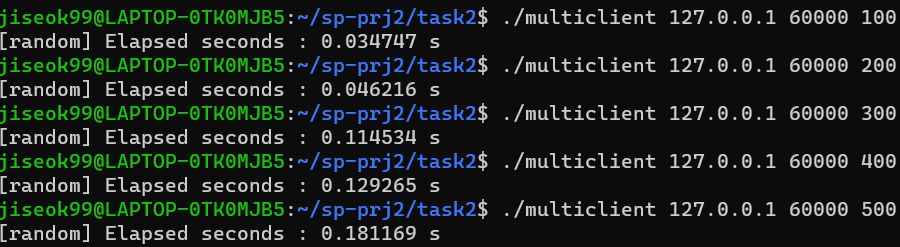 jiseok99@LAPTOP-0TK0MJB5:~/sp-prj2/task2$ ./multiclient 127.0.0.1 60000 100
[random] Elapsed seconds : 0.034747 s
jiseok99@LAPTOP-0TK0MJB5:~/sp-prj2/task2$ ./multiclient 127.0.0.1 60000 200
[random] Elapsed seconds : 0.046216 s
jiseok99@LAPTOP-0TK0MJB5:~/sp-prj2/task2$ ./multiclient 127.0.0.1 60000 300
[random] Elapsed seconds : 0.114534 s
jiseok99@LAPTOP-0TK0MJB5:~/sp-prj2/task2$ ./multiclient 127.0.0.1 60000 400
[random] Elapsed seconds : 0.129265 s
jiseok99@LAPTOP-0TK0MJB5:~/sp-prj2/task2$ ./multiclient 127.0.0.1 60000 500
[random] Elapsed seconds : 0.181169 s